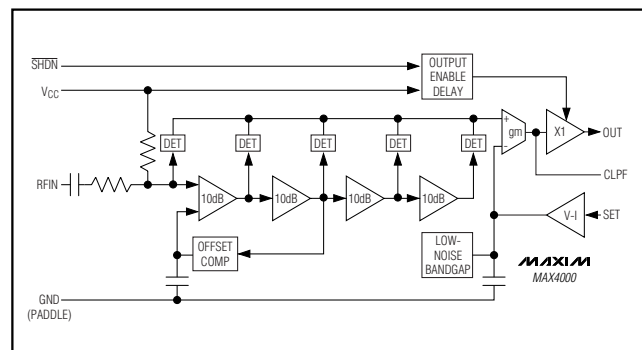 SHDN
OUTPUT
ENABLE
DELAY
VCC
DET
DET
DET
DET
DET
+
gm
-
X1
OUT
CLPF
RFIN
10dB
10dB
10dB
10dB
V-I
SET
OFFSET
COMP
LOW-
NOISE
BANDGAP
MAXIM
MAX4000
GND
(PADDLE)